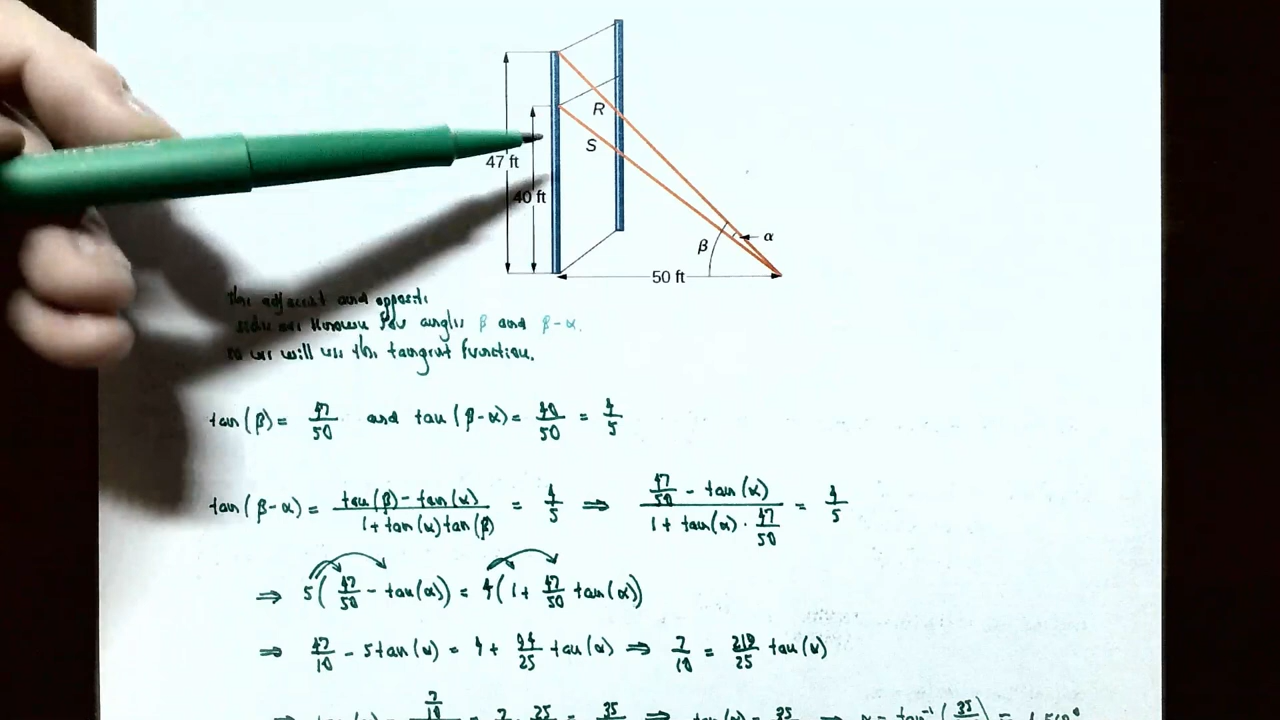 R
47 ft
S
40 ft
β
α
50 ft
the adjacent and opposite
sides are known for angles β and β-α.
so we will use the tangent function.
tan(β) = 47/50 and tan(β-α) = 40/50 = 4/5
tan(β-α) = (tan(β) - tan(α))/(1 + tan(α) tan(β)) = 4/5 ⇒ (47/50 - tan(α))/(1 + tan(α) · 47/50) = 4/5
⇒ 5(47/50 - tan(α)) = 4(1 + 47/50 tan(α))
⇒ 47/10 - 5tan(α) = 4 + 94/25 tan(α) ⇒ 7/10 = 219/25 tan(α)